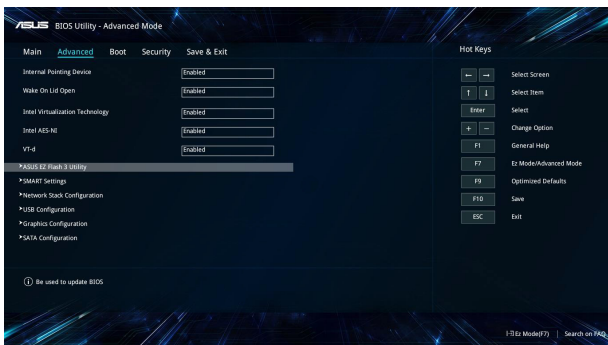 ASUS BIOS Utility - Advanced Mode
Main Advanced Boot Security Save & Exit
Hot Keys
Internal Pointing Device Enabled
Wake On Lid Open Enabled
Intel Virtualization Technology Enabled
Intel AES-NI Enabled
VT-d Enabled
>ASUS EZ Flash 3 Utility
>SMART Settings
>Network Stack Configuration
>USB Configuration
>Graphics Configuration
>SATA Configuration
← → Select Screen
↑ ↓ Select Item
Enter Select
+ − Change Option
F1 General Help
F7 Ez Mode/Advanced Mode
F9 Optimized Defaults
F10 Save
ESC Exit
Be used to update BIOS
Ez Mode(F7) | Search on FAQ